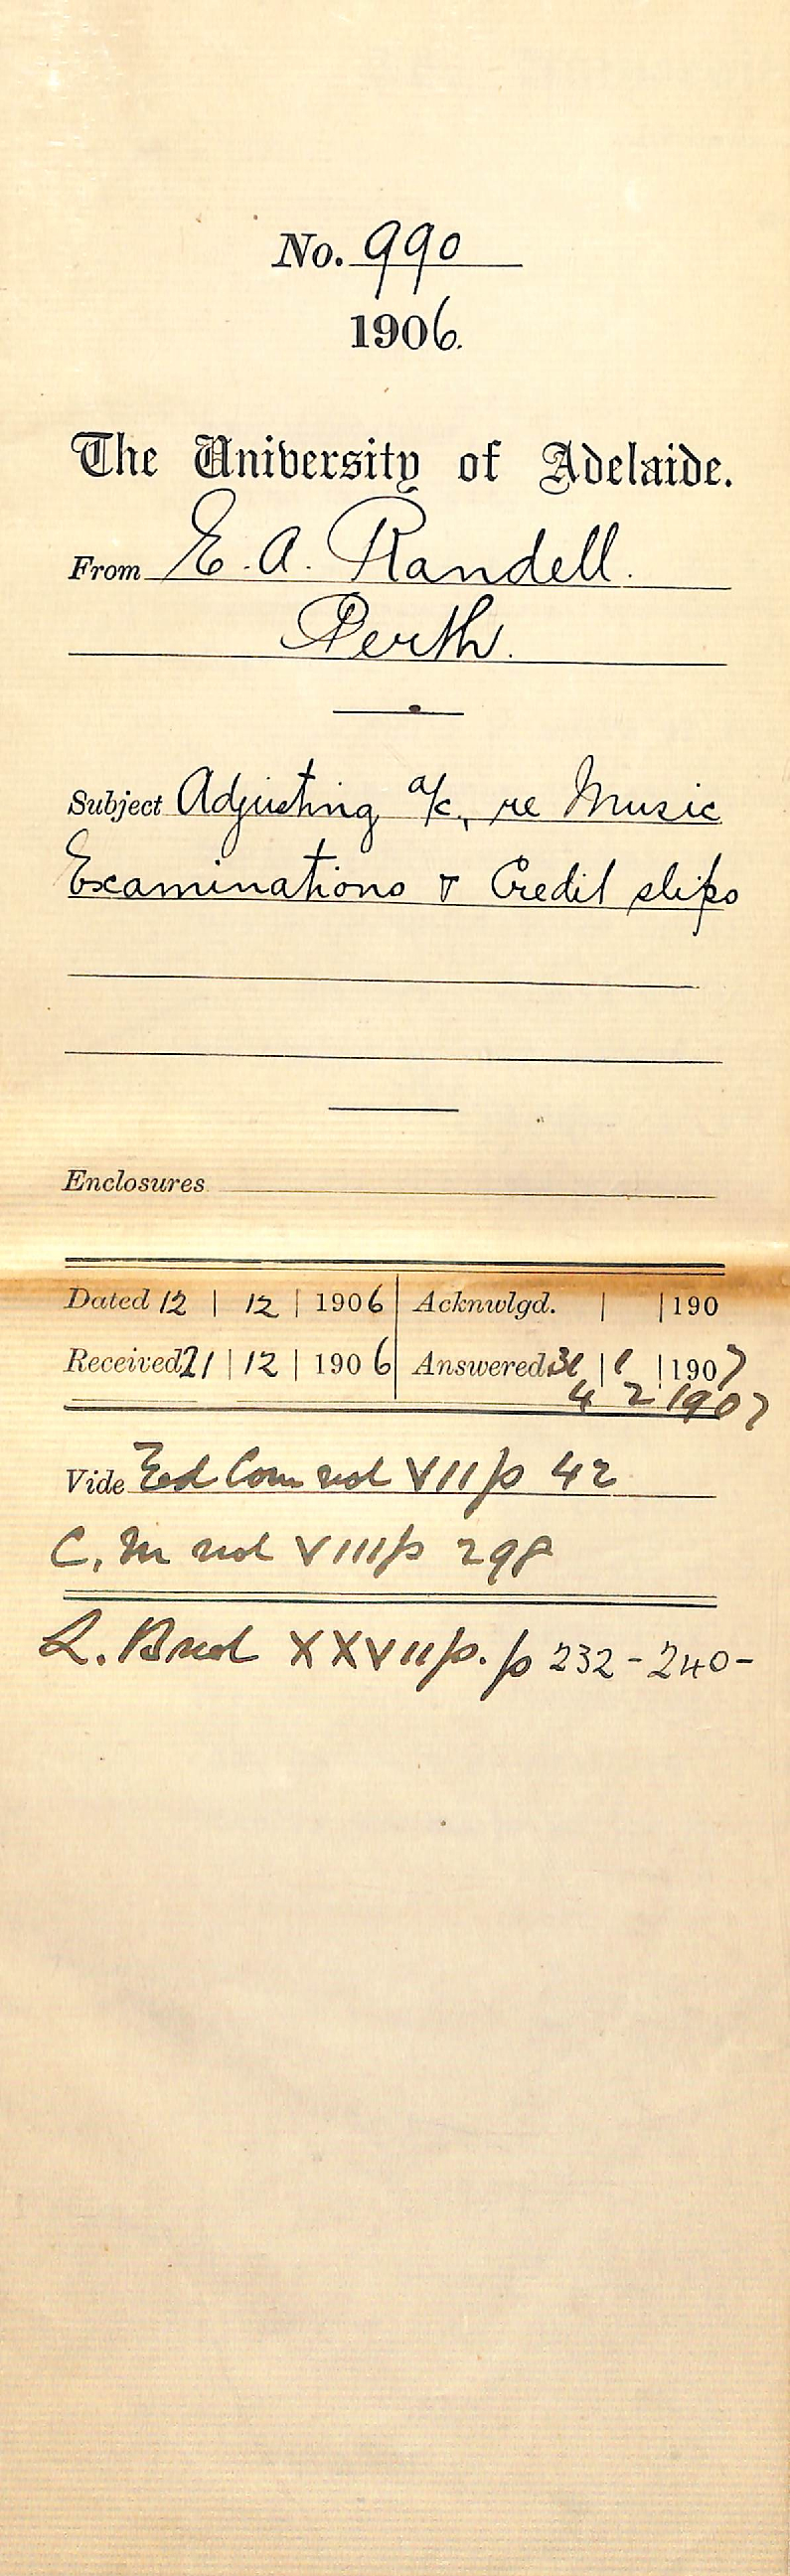 No. 990
1906.
The University of Adelaide.
From E. A. Randell.
Perth.
Subject Adjusting a/c, re Music
Examinations & Credit slips
Enclosures
Dated 12 | 12 | 1906 Acknwlgd. | | 190
Received 21 | 12 | 1906 Answered 31 | 1 | 1907
4 2 1907
Vide Ed Com vol VII p 42
C. M vol VIII p 298
L. B vol XXVII p. p 232-240-